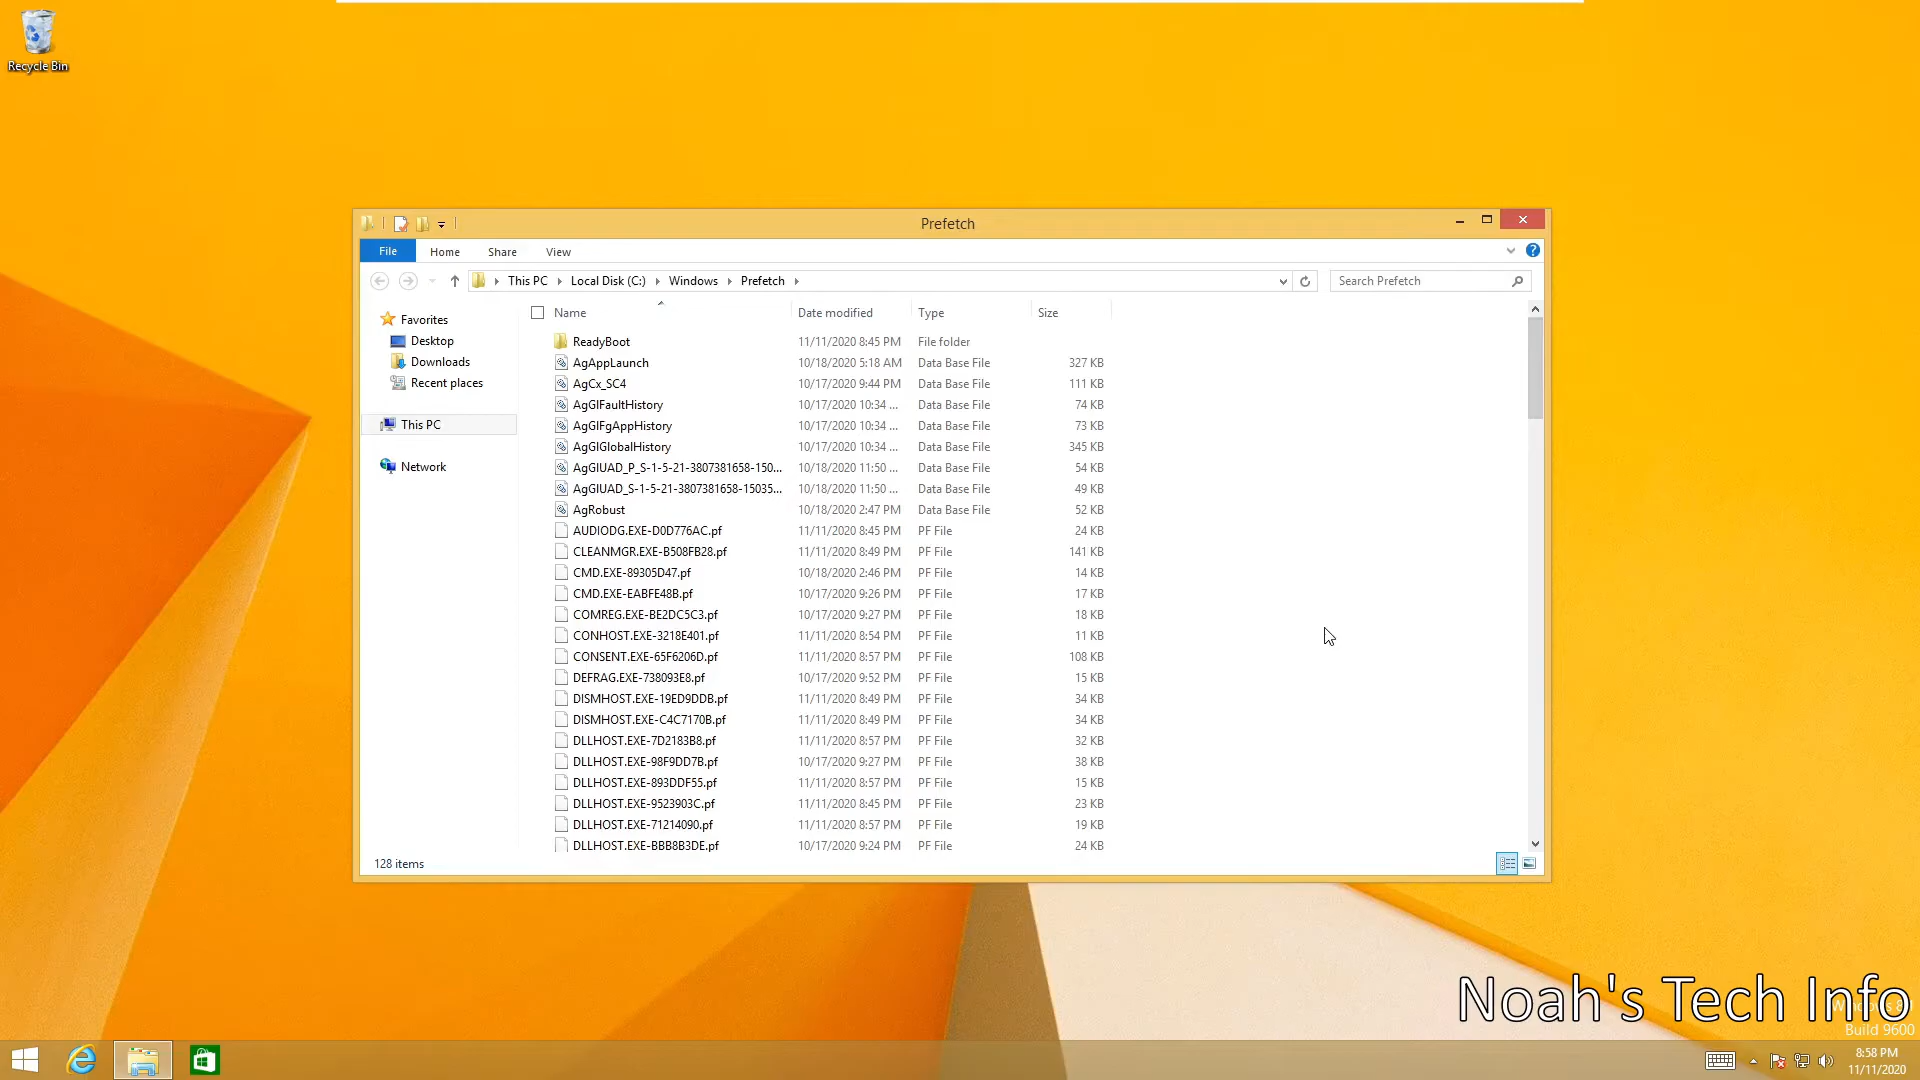 Recycle Bin
Prefetch
File Home Share View
This PC Local Disk (C:) Windows Prefetch
Search Prefetch
Favorites
Desktop
Downloads
Recent places
This PC
Network
Name Date modified Type Size
ReadyBoot 11/11/2020 8:45 PM File folder
AgAppLaunch 10/18/2020 5:18 AM Data Base File 327 KB
AgCx_SC4 10/17/2020 9:44 PM Data Base File 111 KB
AgGlFaultHistory 10/17/2020 10:34 ... Data Base File 74 KB
AgGlFgAppHistory 10/17/2020 10:34 ... Data Base File 73 KB
AgGlGlobalHistory 10/17/2020 10:34 ... Data Base File 345 KB
AgGlUAD_P_S-1-5-21-3807381658-150... 10/18/2020 11:50 ... Data Base File 54 KB
AgGlUAD_S-1-5-21-3807381658-15035... 10/18/2020 11:50 ... Data Base File 49 KB
AgRobust 10/18/2020 2:47 PM Data Base File 52 KB
AUDIODG.EXE-D0D776AC.pf 11/11/2020 8:45 PM PF File 24 KB
CLEANMGR.EXE-B508FB28.pf 11/11/2020 8:49 PM PF File 141 KB
CMD.EXE-89305D47.pf 10/18/2020 2:46 PM PF File 14 KB
CMD.EXE-EABFE48B.pf 10/17/2020 9:26 PM PF File 17 KB
COMREG.EXE-BE2DC5C3.pf 10/17/2020 9:27 PM PF File 18 KB
CONHOST.EXE-3218E401.pf 11/11/2020 8:54 PM PF File 11 KB
CONSENT.EXE-65F6206D.pf 11/11/2020 8:57 PM PF File 108 KB
DEFRAG.EXE-738093E8.pf 10/17/2020 9:52 PM PF File 15 KB
DISMHOST.EXE-19ED9DDB.pf 11/11/2020 8:49 PM PF File 34 KB
DISMHOST.EXE-C4C7170B.pf 11/11/2020 8:49 PM PF File 34 KB
DLLHOST.EXE-7D2183B8.pf 11/11/2020 8:57 PM PF File 32 KB
DLLHOST.EXE-98F9DD7B.pf 10/17/2020 9:27 PM PF File 38 KB
DLLHOST.EXE-893DDF55.pf 11/11/2020 8:57 PM PF File 15 KB
DLLHOST.EXE-9523903C.pf 11/11/2020 8:45 PM PF File 23 KB
DLLHOST.EXE-71214090.pf 11/11/2020 8:57 PM PF File 19 KB
DLLHOST.EXE-BBB8B3DE.pf 10/17/2020 9:24 PM PF File 24 KB
128 items
Noah's Tech Info
Build 9600
8:58 PM
11/11/2020